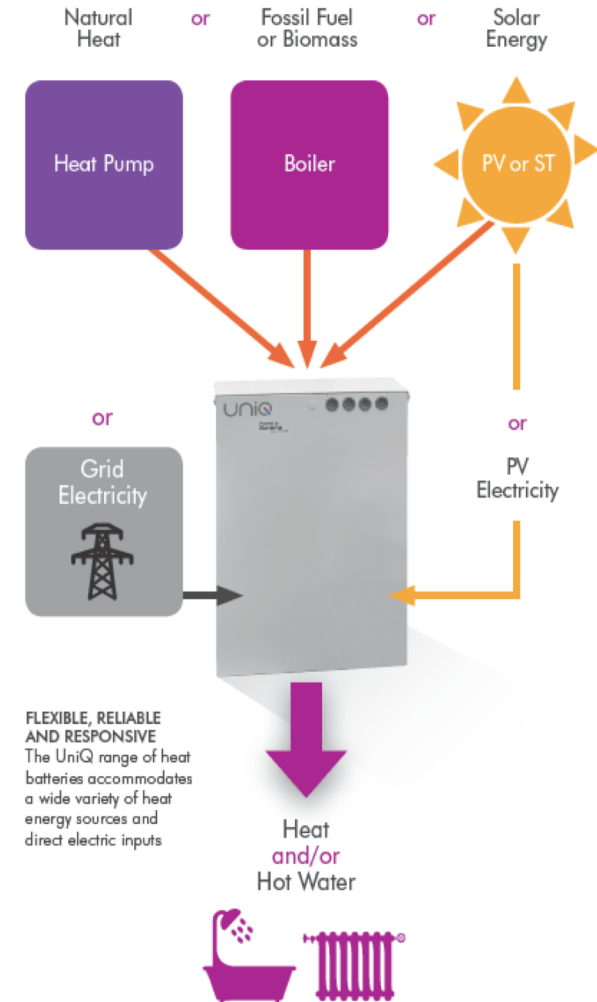 Natural
Heat
or
Fossil Fuel
or Biomass
or
Solar
Energy
Heat Pump
Boiler
PV or ST
UniQ
or
Grid
Electricity
or
PV
Electricity
FLEXIBLE, RELIABLE
AND RESPONSIVE
The UniQ range of heat
batteries accommodates
a wide variety of heat
energy sources and
direct electric inputs
Heat
and/or
Hot Water